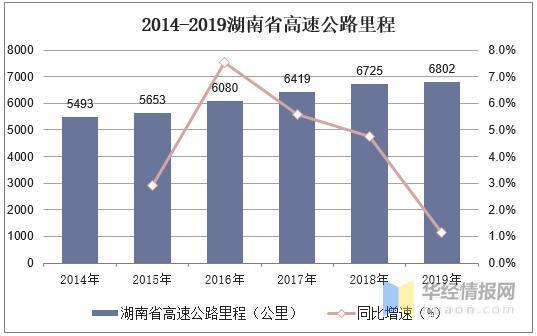 2014-2019湖南省高速公路里程
8000 8.0%
7000 7.0%
6000 6.0%
5000 5.0%
4000 4.0%
3000 3.0%
2000 2.0%
1000 1.0%
0 0.0%
5493 5653 6080 6419 6725 6802
2014年 2015年 2016年 2017年 2018年 2019年
湖南省高速公路里程（公里） 同比增速（%）
华经情报网
huaon.com